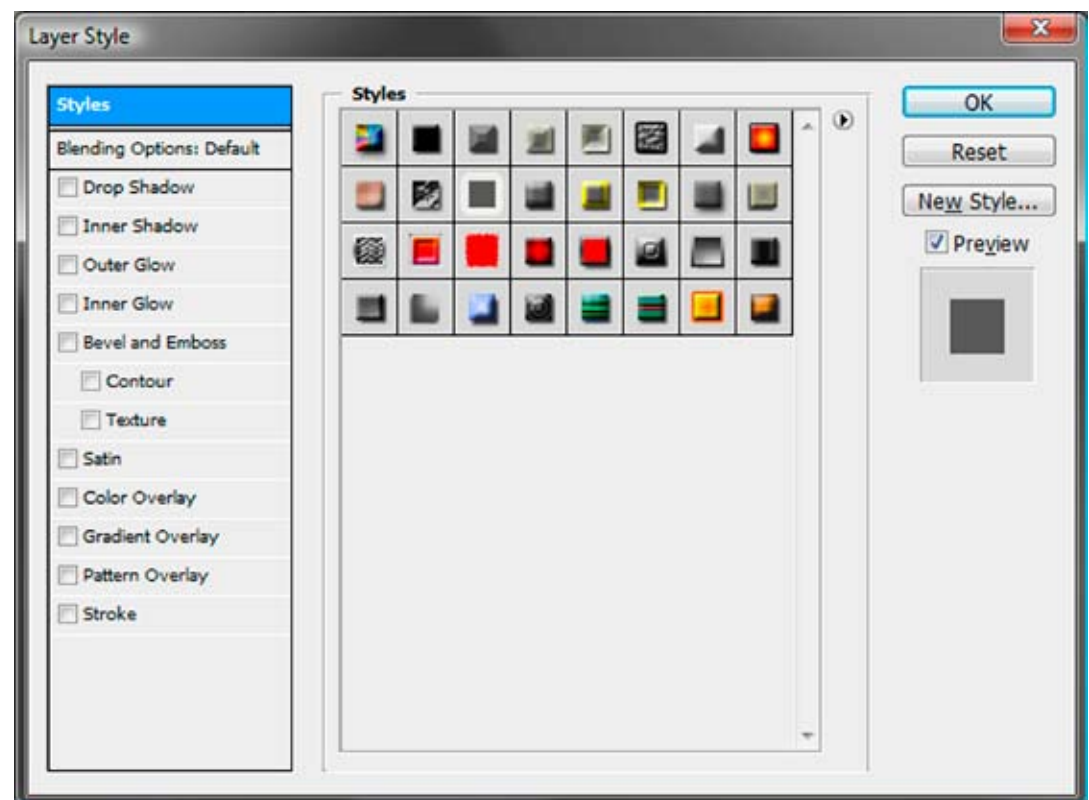 Layer Style
Styles
Blending Options: Default
Drop Shadow
Inner Shadow
Outer Glow
Inner Glow
Bevel and Emboss
Contour
Texture
Satin
Color Overlay
Gradient Overlay
Pattern Overlay
Stroke
Styles
OK
Reset
New Style...
Preview